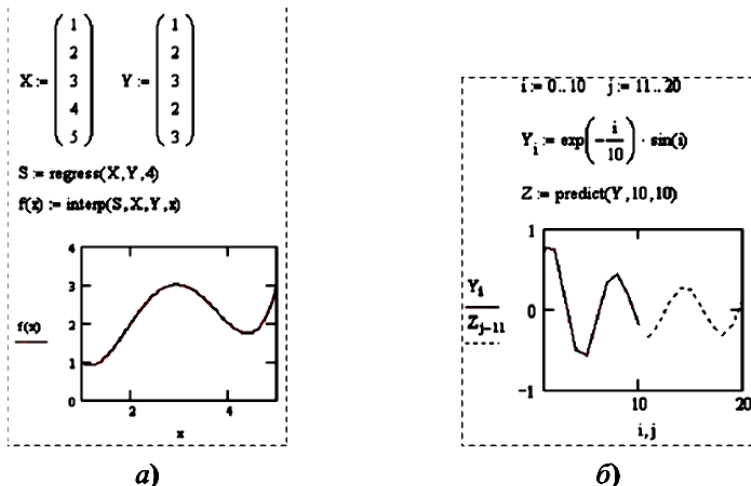 X := ( 1 2 3 4 5 ) Y := ( 1 2 3 2 3 )
S := regress(X,Y,4)
f(x) := interp(S,X,Y,x)
4
3
f(x) 2
1
0
2 4
x
а)
i := 0..10 j := 11..20
Y_i := exp(-i/10) · sin(i)
Z := predict(Y,10,10)
1
Y_i
0
Z_j-11
-1
10 20
i,j
б)